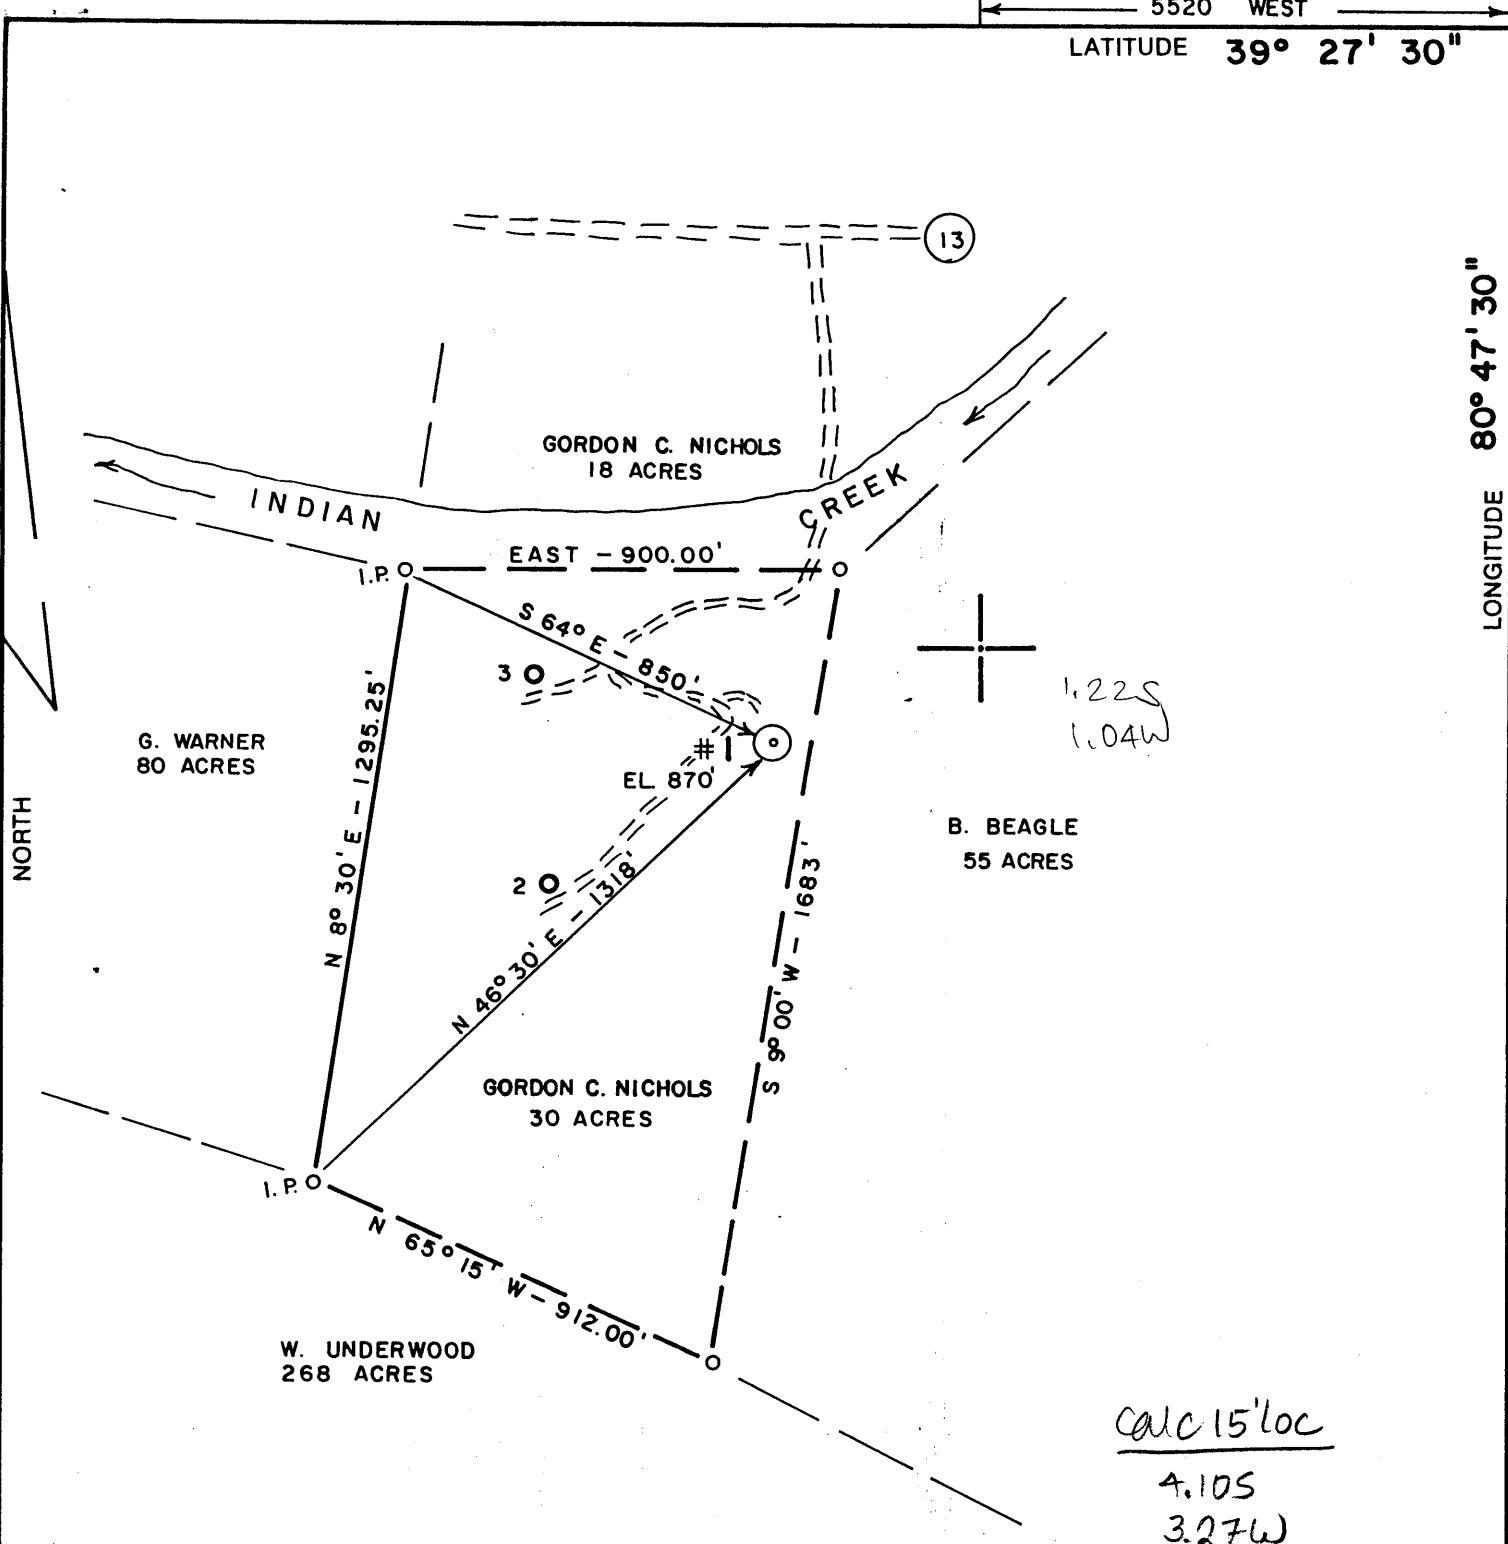 5520 WEST
LATITUDE 39° 27' 30"
13
LONGITUDE 80° 47' 30"
GORDON C. NICHOLS
18 ACRES
INDIAN CREEK
EAST - 900.00'
I.P.
S 64° E - 850'
3
1.22S
1.04W
G. WARNER
80 ACRES
# 1
EL. 870'
N 8° 30' E - 1295.25'
NORTH
B. BEAGLE
55 ACRES
2
N 46° 30' E - 1318'
S 9° 00' W - 1683'
GORDON C. NICHOLS
30 ACRES
I.P.
N 65° 15' W - 912.00'
W. UNDERWOOD
268 ACRES
Calc 15' loc
4.10S
3.27W